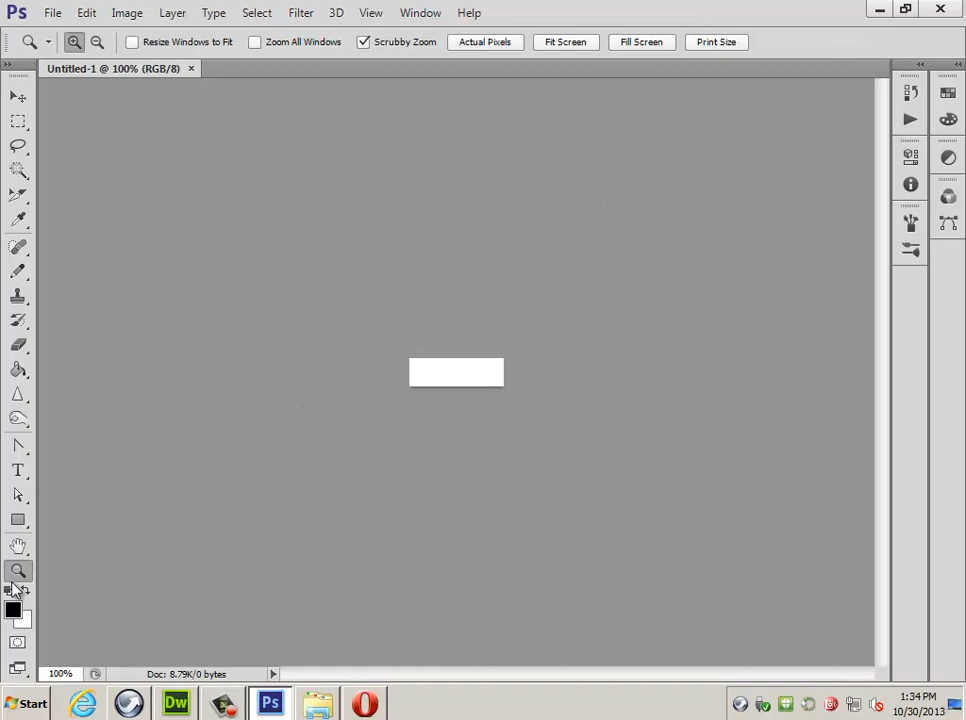 Ps File Edit Image Layer Type Select Filter 3D View Window Help
Resize Windows to Fit Zoom All Windows Scrubby Zoom Actual Pixels Fit Screen Fill Screen Print Size
Untitled-1 @ 100% (RGB/8) ×
T
100% Doc: 8.79K/0 bytes
Start Dw Ps
1:34 PM
10/30/2013